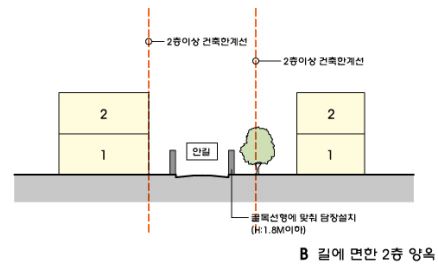 2층이상 건축한계선
2층이상 건축한계선
2
2
안길
1
1
골목선형에 맞춰 담장설치
(H:1.8M이하)
B 길에 면한 2층 양옥